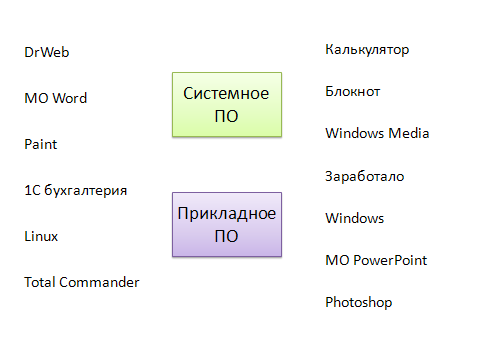 DrWeb
МО Word
Paint
1С бухгалтерия
Linux
Total Commander
Системное
ПО
Прикладное
ПО
Калькулятор
Блокнот
Windows Media
Заработало
Windows
МО PowerPoint
Photoshop